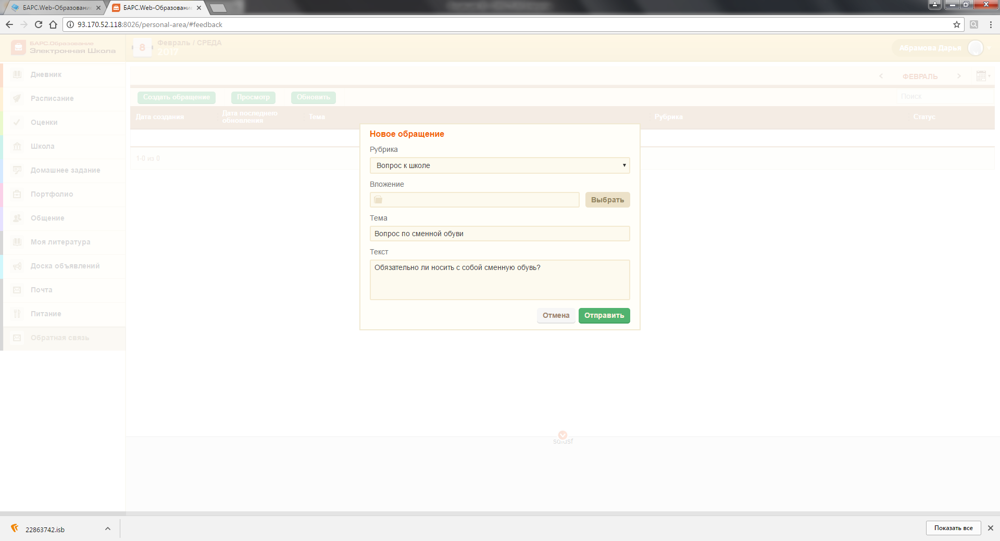 БАРС.Web-Образование
БАРС.Web-Образование
93.170.52.118:8026/personal-area/#feedback
БАРС.Образование
Электронная Школа
8
Февраль / СРЕДА
2017
Абрамова Дарья
Дневник
Расписание
Оценки
Школа
Домашнее задание
Портфолио
Общение
Моя литература
Доска объявлений
Почта
Питание
Обратная связь
ФЕВРАЛЬ
Создать обращение
Просмотр
Обновить
Поиск
Дата создания
Дата последнего
обновления
Тема
Рубрика
Статус
1-0 из 0
Новое обращение
Рубрика
Вопрос к школе
Вложение
Выбрать
Тема
Вопрос по сменной обуви
Текст
Обязательно ли носить с собой сменную обувь?
Отмена
Отправить
22863742.isb
Показать все